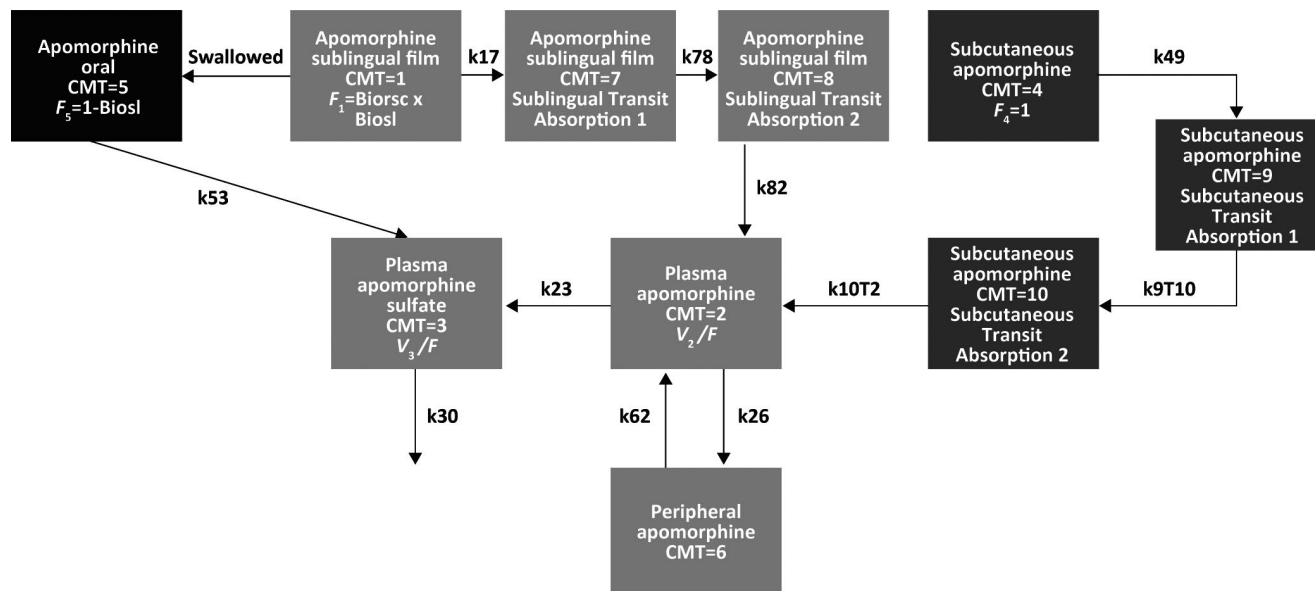 Apomorphine
oral
CMT=5
F₅=1-Biosl
Swallowed
Apomorphine
sublingual film
CMT=1
F₁=Biorsc x
Biosl
k17
Apomorphine
sublingual film
CMT=7
Sublingual Transit
Absorption 1
k78
Apomorphine
sublingual film
CMT=8
Sublingual Transit
Absorption 2
Subcutaneous
apomorphine
CMT=4
F₄=1
k49
Subcutaneous
apomorphine
CMT=9
Subcutaneous
Transit
Absorption 1
k53
k82
Plasma
apomorphine
sulfate
CMT=3
V₃/F
k23
Plasma
apomorphine
CMT=2
V₂/F
k10T2
Subcutaneous
apomorphine
CMT=10
Subcutaneous
Transit
Absorption 2
k9T10
k30
k62
k26
Peripheral
apomorphine
CMT=6